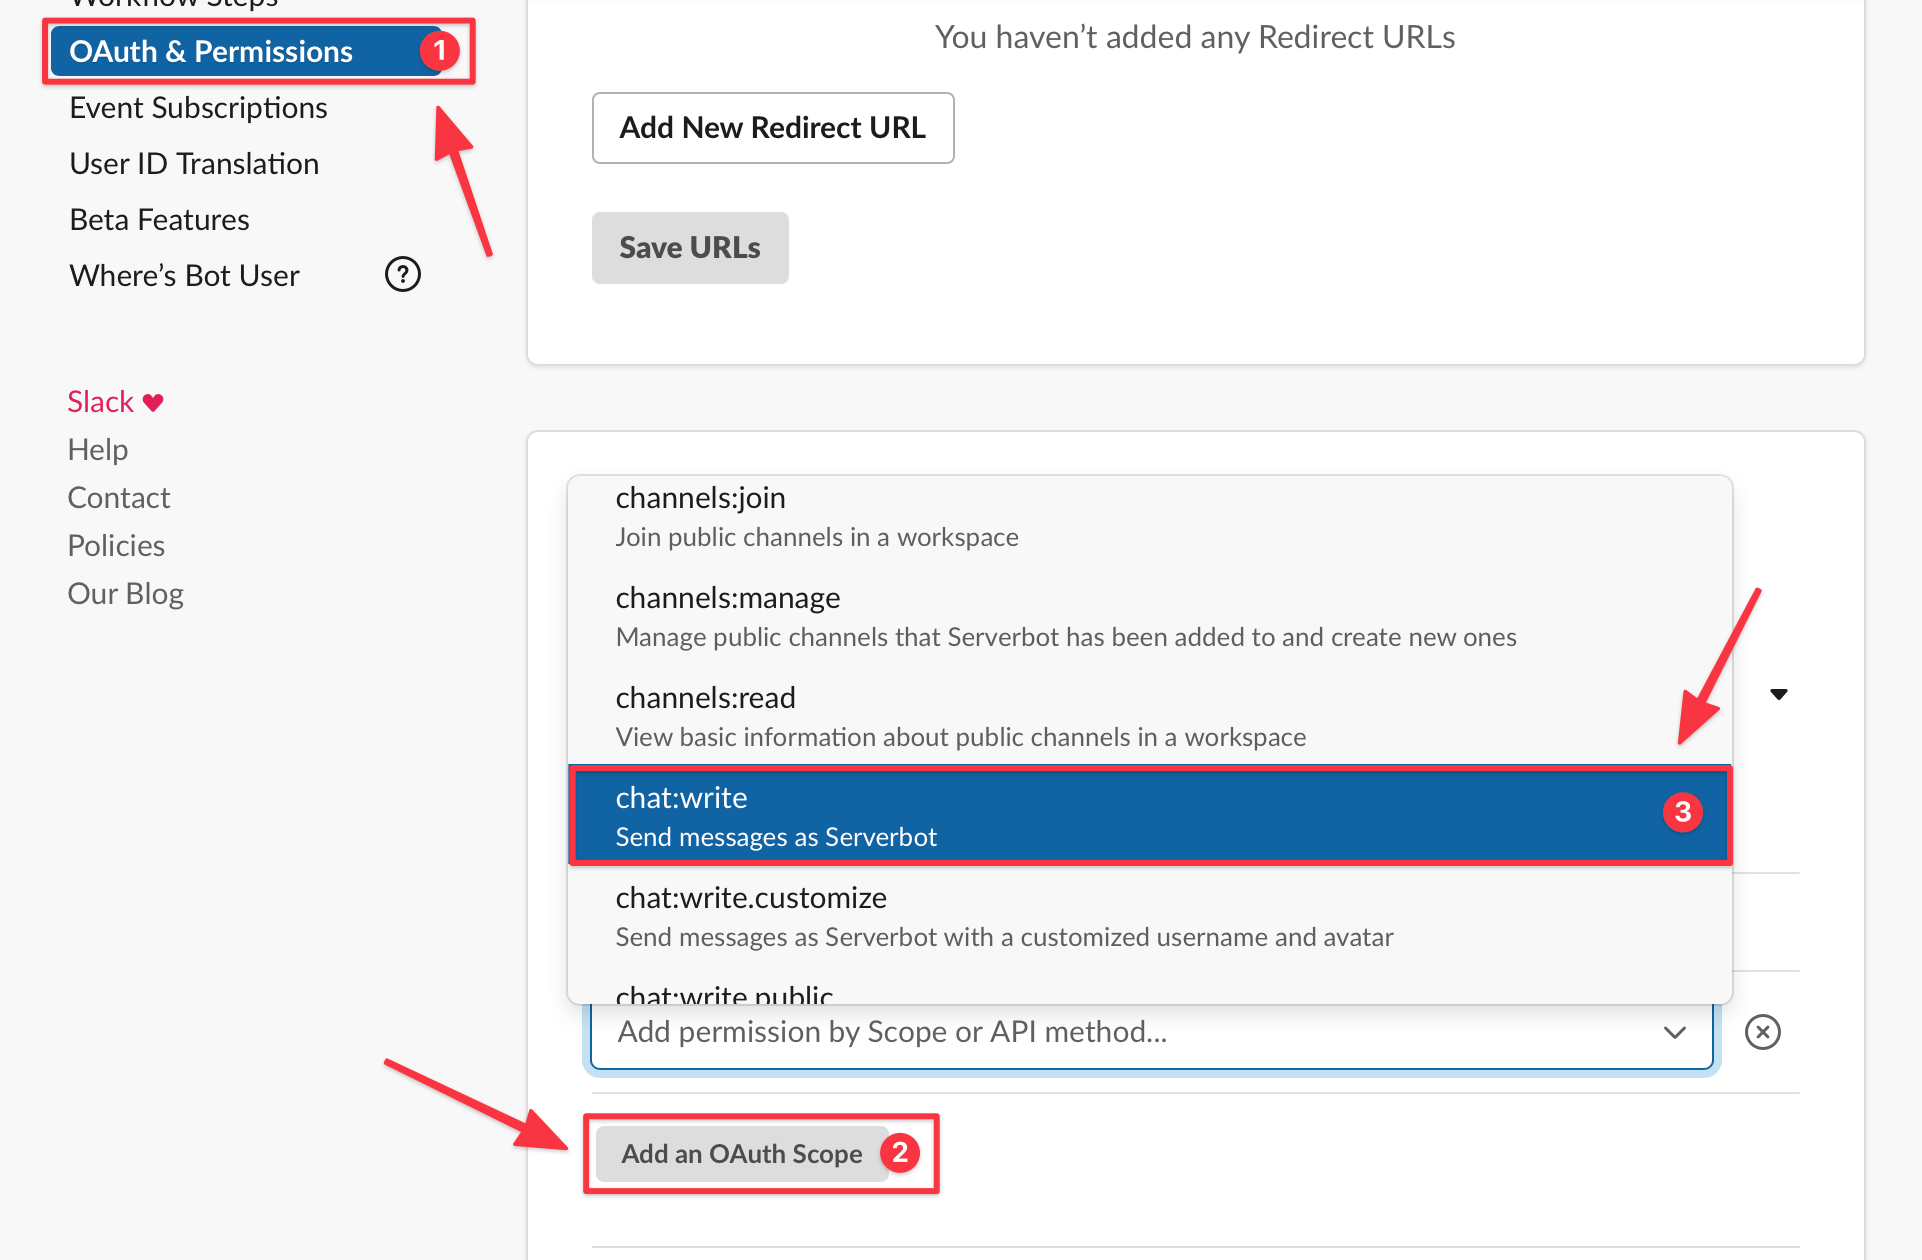 Workflow Steps
OAuth & Permissions 1
Event Subscriptions
User ID Translation
Beta Features
Where’s Bot User ?
Slack ♥
Help
Contact
Policies
Our Blog
You haven’t added any Redirect URLs
Add New Redirect URL
Save URLs
channels:join
Join public channels in a workspace
channels:manage
Manage public channels that Serverbot has been added to and create new ones
channels:read
View basic information about public channels in a workspace
chat:write
Send messages as Serverbot
3
chat:write.customize
Send messages as Serverbot with a customized username and avatar
chat:write.public
Add permission by Scope or API method...
Add an OAuth Scope 2